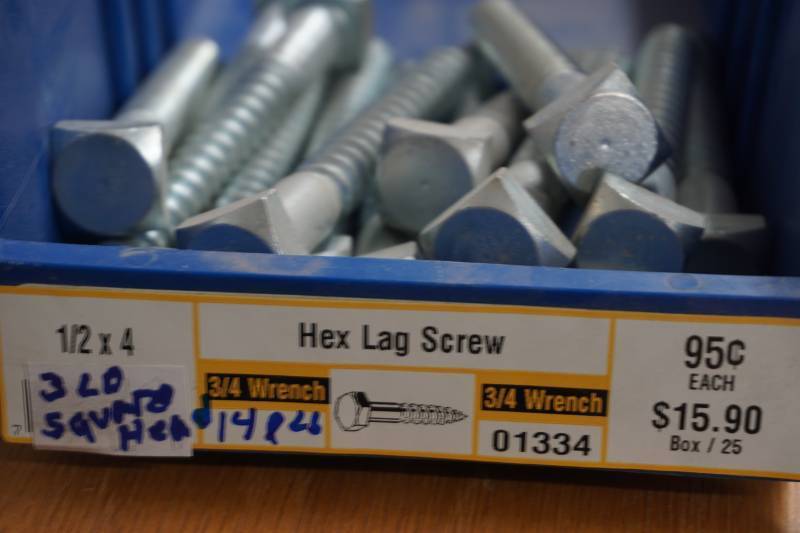 1/2 x 4
Hex Lag Screw
95¢
EACH
$15.90
Box / 25
3/4 Wrench
3/4 Wrench
01334
HEAD